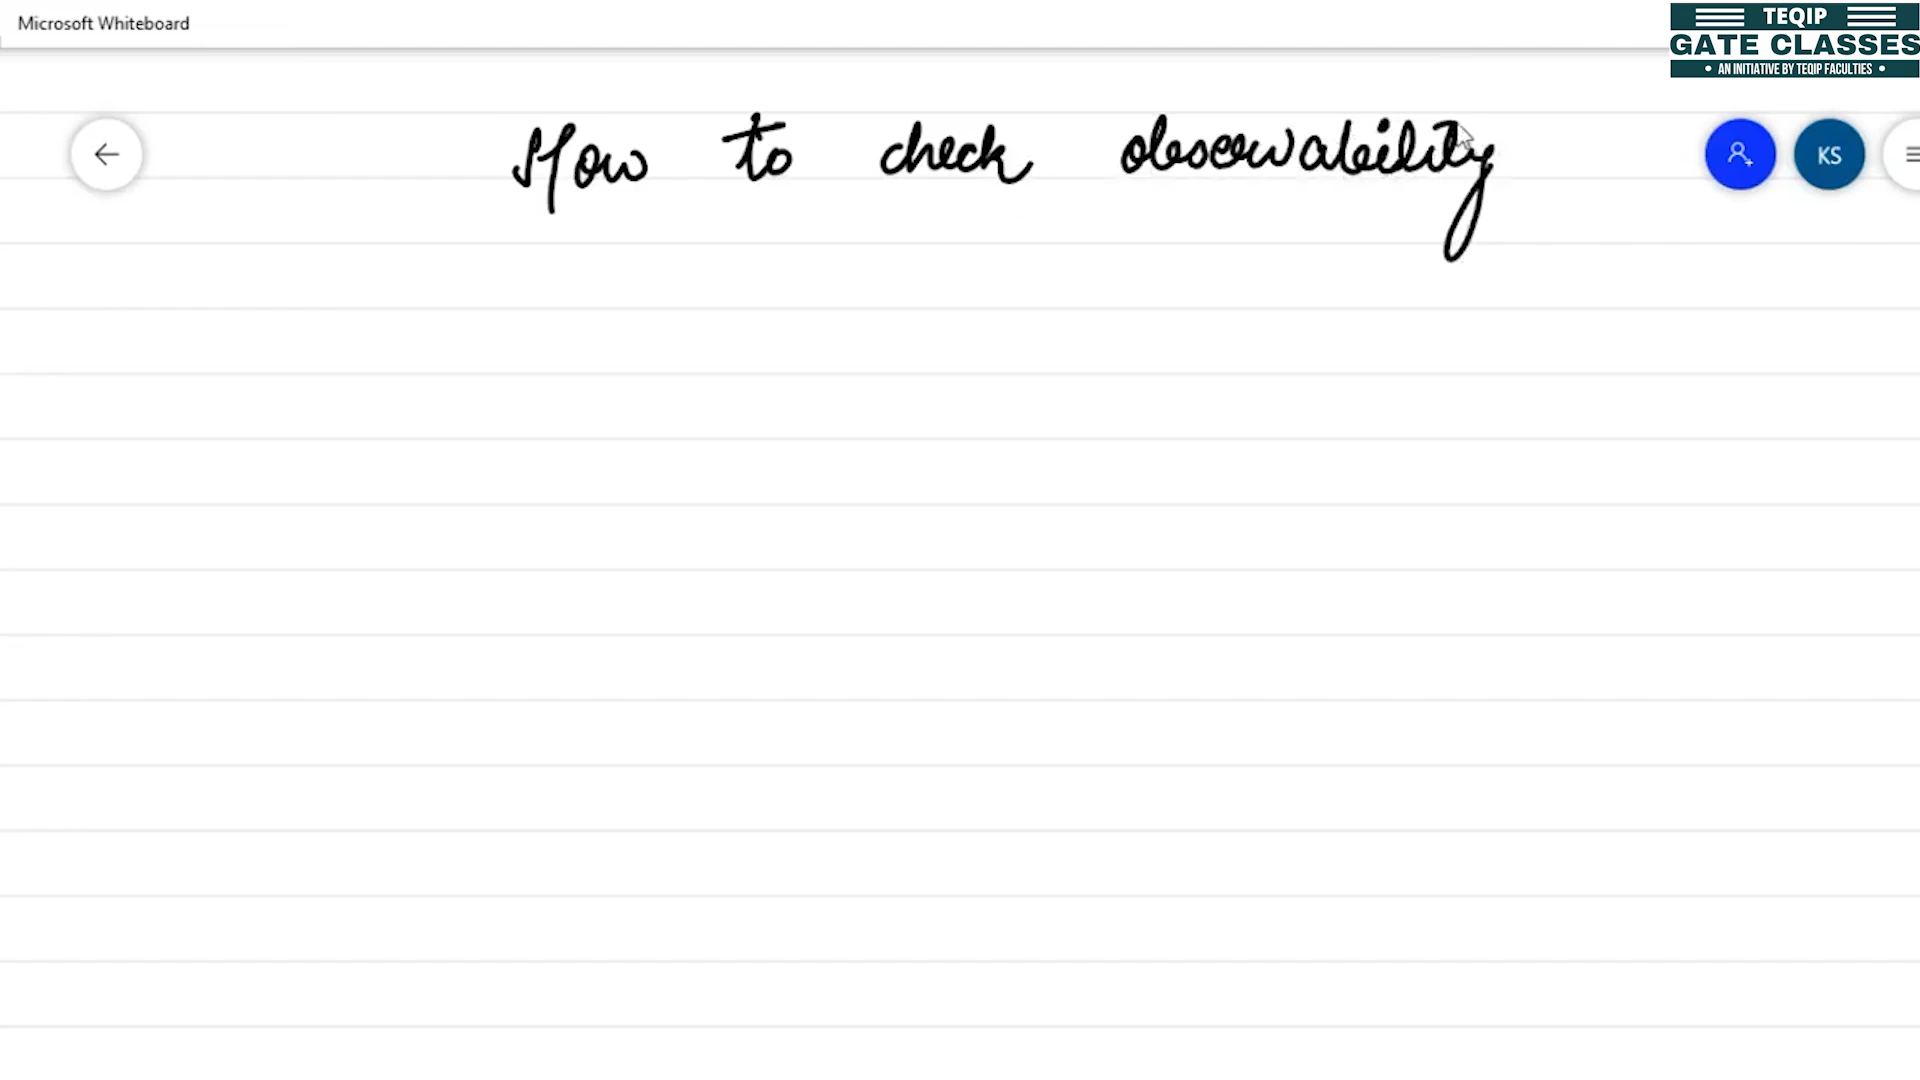 Microsoft Whiteboard
TEQIP
GATE CLASSES
• AN INITIATIVE BY TEQIP FACULTIES •
How to check observability
KS